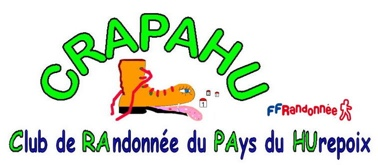 CRAPAHU
FFRandonnée
Club de RAndonnée du PAys du HUrepoix